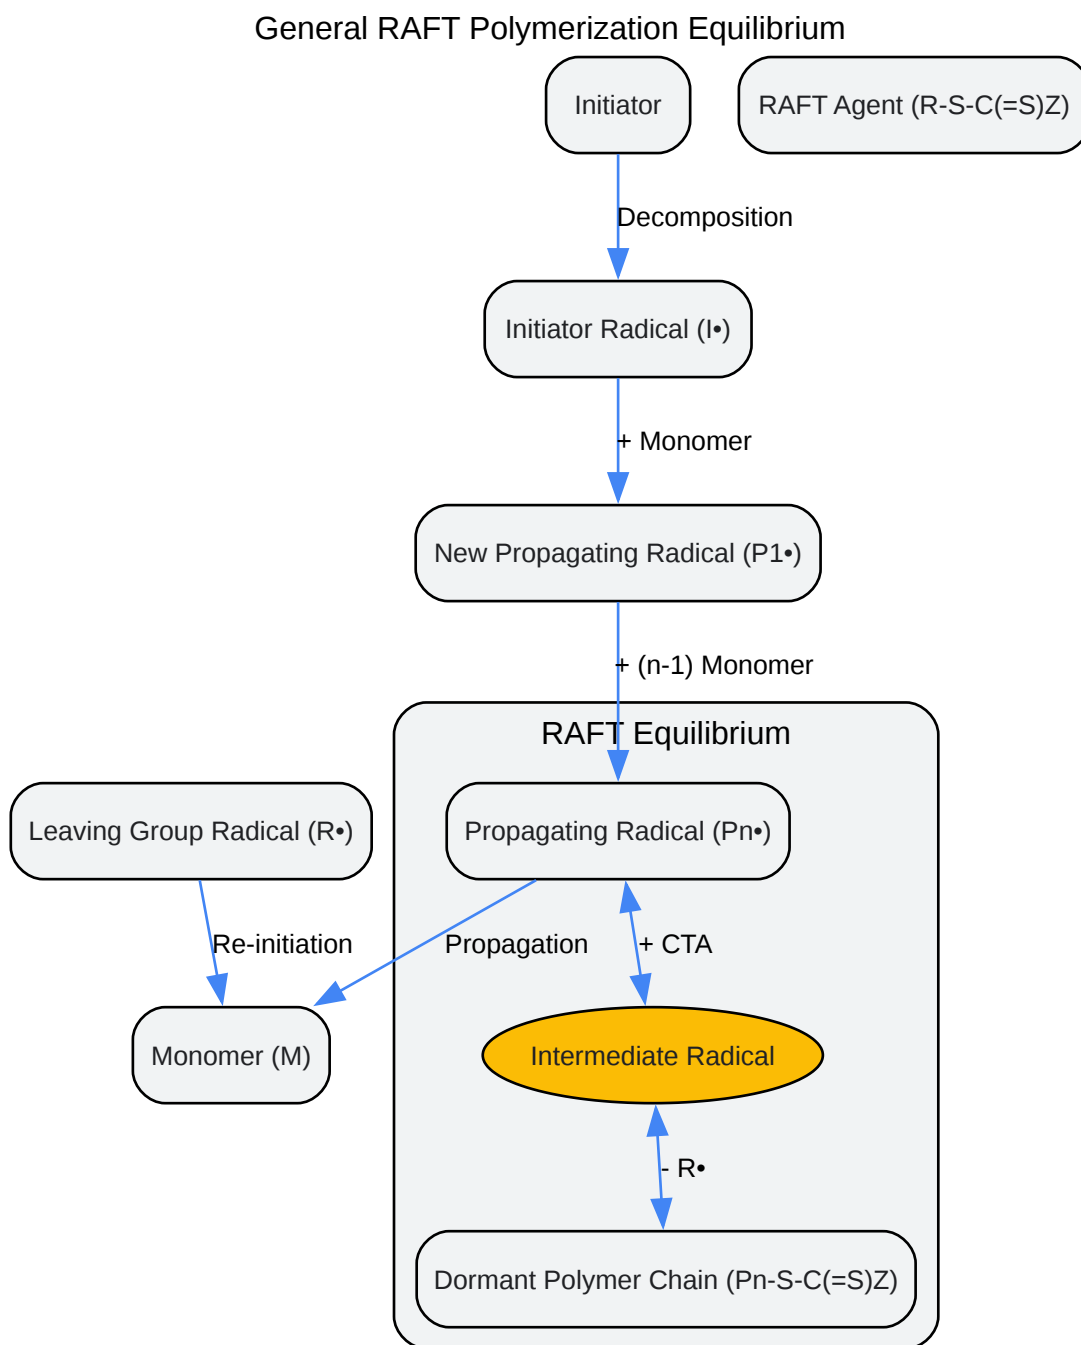 General RAFT Polymerization Equilibrium
Initiator
RAFT Agent (R-S-C(=S)Z)
Decomposition
Initiator Radical (I•)
+ Monomer
New Propagating Radical (P1•)
+ (n-1) Monomer
RAFT Equilibrium
Leaving Group Radical (R•)
Propagating Radical (Pn•)
Re-initiation
Propagation
+ CTA
Monomer (M)
Intermediate Radical
- R•
Dormant Polymer Chain (Pn-S-C(=S)Z)